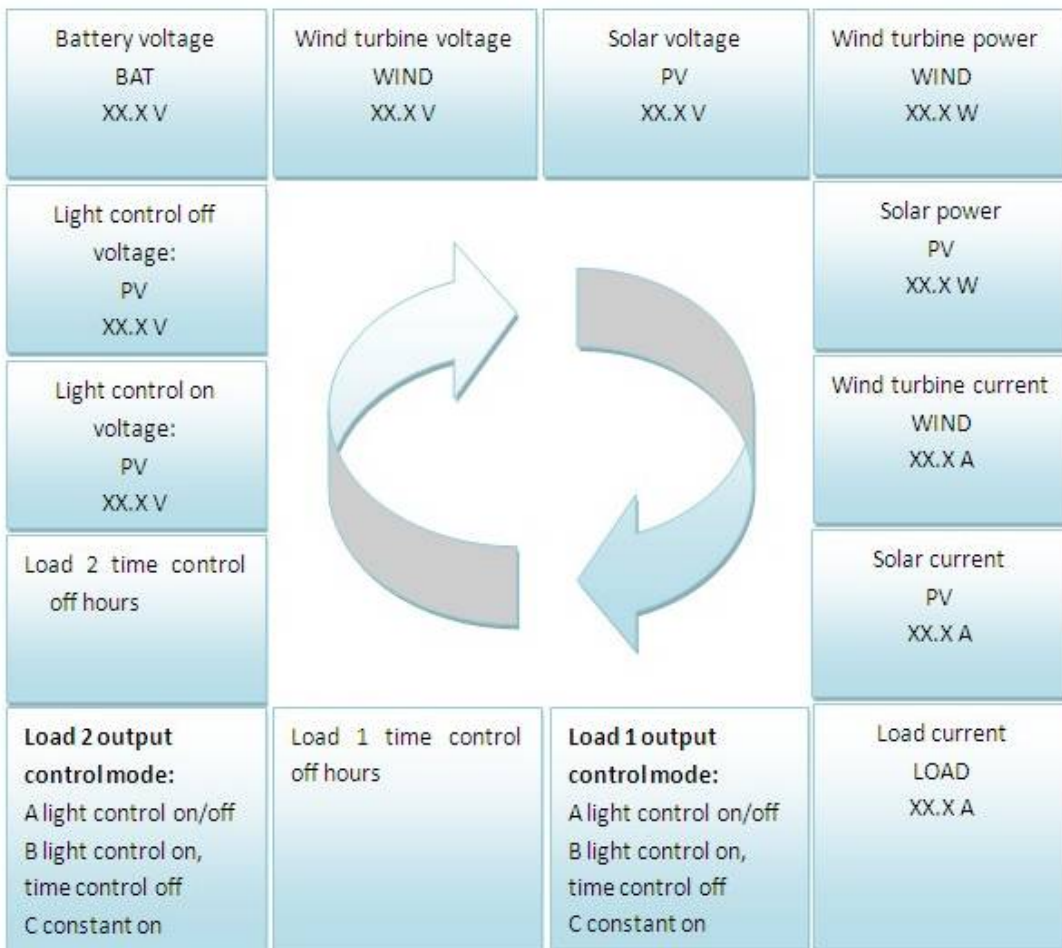 Battery voltage
BAT
XX.X V
Wind turbine voltage
WIND
XX.X V
Solar voltage
PV
XX.X V
Wind turbine power
WIND
XX.X W
Light control off
voltage:
PV
XX.X V
Solar power
PV
XX.X W
Light control on
voltage:
PV
XX.X V
Wind turbine current
WIND
XX.X A
Load 2 time control
off hours
Solar current
PV
XX.X A
Load 2 output
control mode:
A light control on/off
B light control on,
time control off
C constant on
Load 1 time control
off hours
Load 1 output
control mode:
A light control on/off
B light control on,
time control off
C constant on
Load current
LOAD
XX.X A